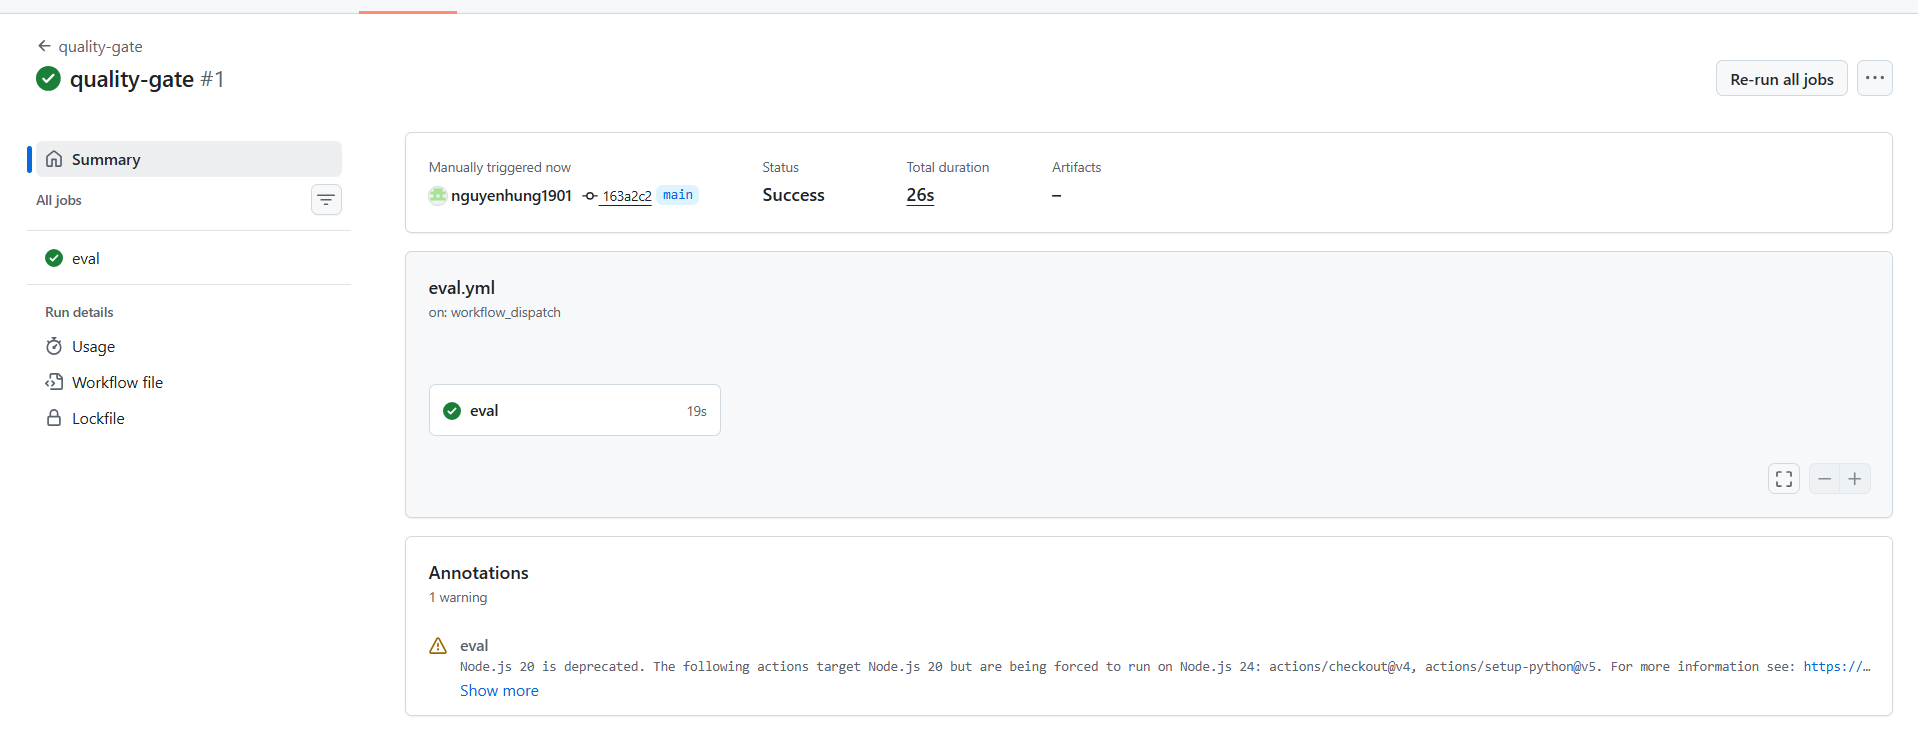 quality-gate
quality-gate #1
Re-run all jobs
Summary
All jobs
eval
Run details
Usage
Workflow file
Lockfile
Manually triggered now
nguyenhung1901 163a2c2 main
Status
Success
Total duration
26s
Artifacts
–
eval.yml
on: workflow_dispatch
eval 19s
Annotations
1 warning
eval
Node.js 20 is deprecated. The following actions target Node.js 20 but are being forced to run on Node.js 24: actions/checkout@v4, actions/setup-python@v5. For more information see: https://…
Show more